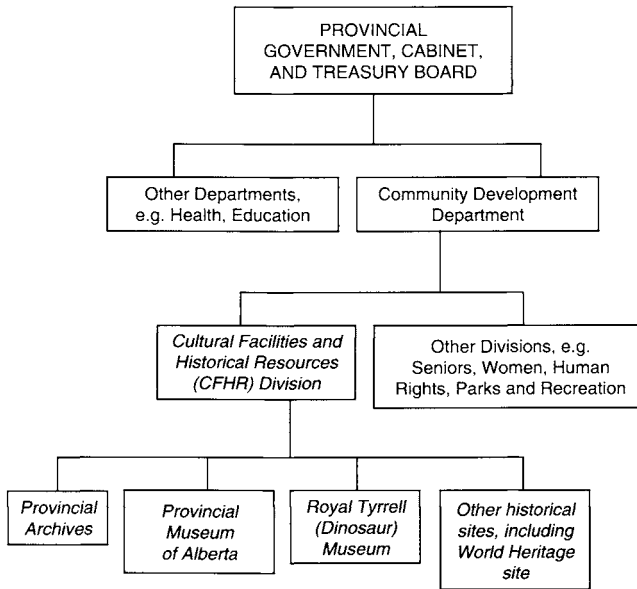 PROVINCIAL
GOVERNMENT, CABINET,
AND TREASURY BOARD
Other Departments,
e.g. Health, Education
Community Development
Department
Cultural Facilities and
Historical Resources
(CFHR) Division
Other Divisions, e.g.
Seniors, Women, Human
Rights, Parks and Recreation
Provincial
Archives
Provincial
Museum
of Alberta
Royal Tyrrell
(Dinosaur)
Museum
Other historical
sites, including
World Heritage
site